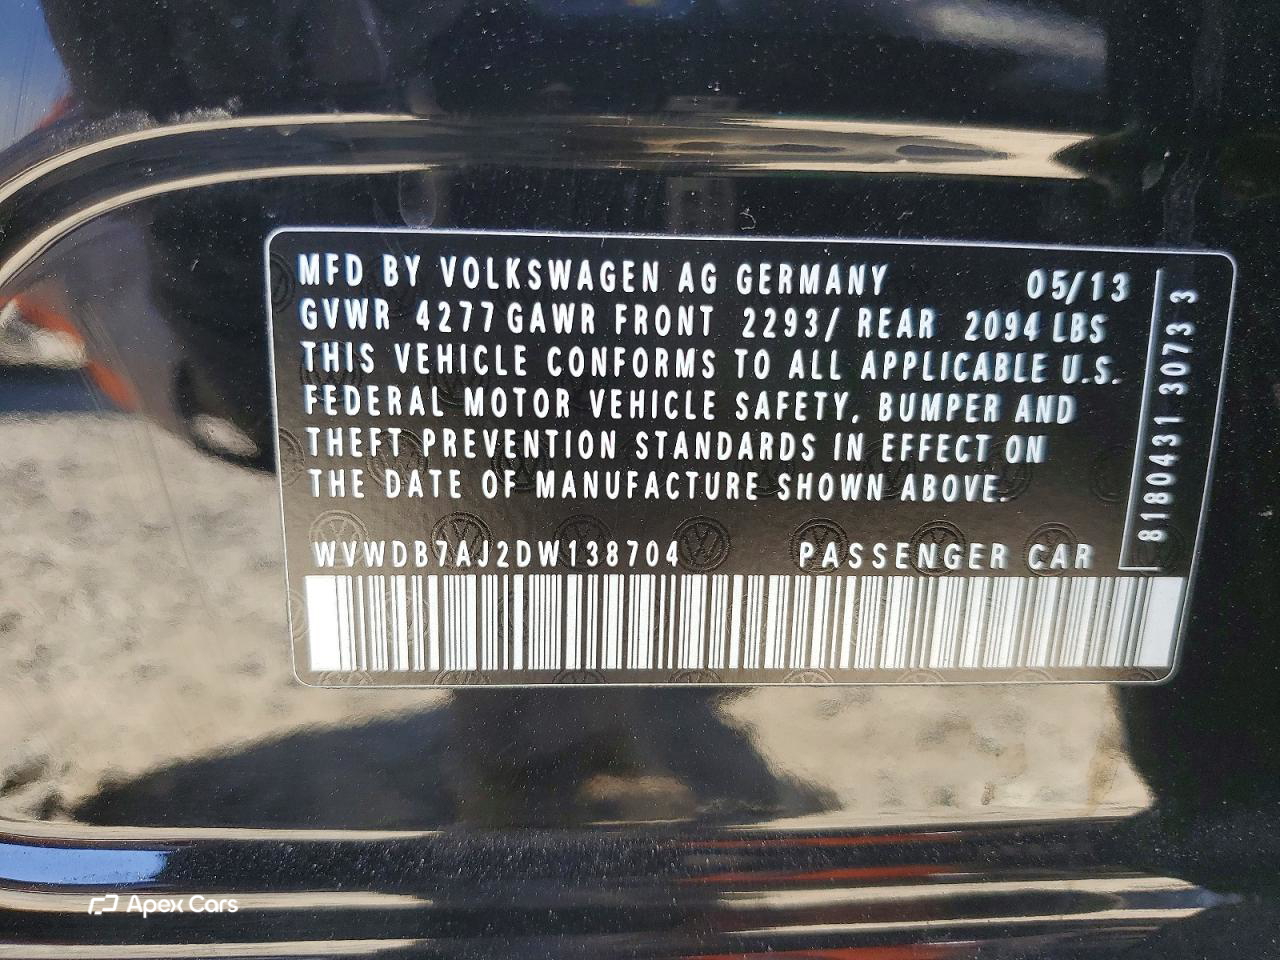 MFD BY VOLKSWAGEN AG GERMANY 05/13
GVWR 4277 GAWR FRONT 2293/ REAR 2094 LBS
THIS VEHICLE CONFORMS TO ALL APPLICABLE U.S.
FEDERAL MOTOR VEHICLE SAFETY, BUMPER AND
THEFT PREVENTION STANDARDS IN EFFECT ON
THE DATE OF MANUFACTURE SHOWN ABOVE.
WVWDB7AJ2DW138704 PASSENGER CAR
8180431 3073 3
Apex Cars